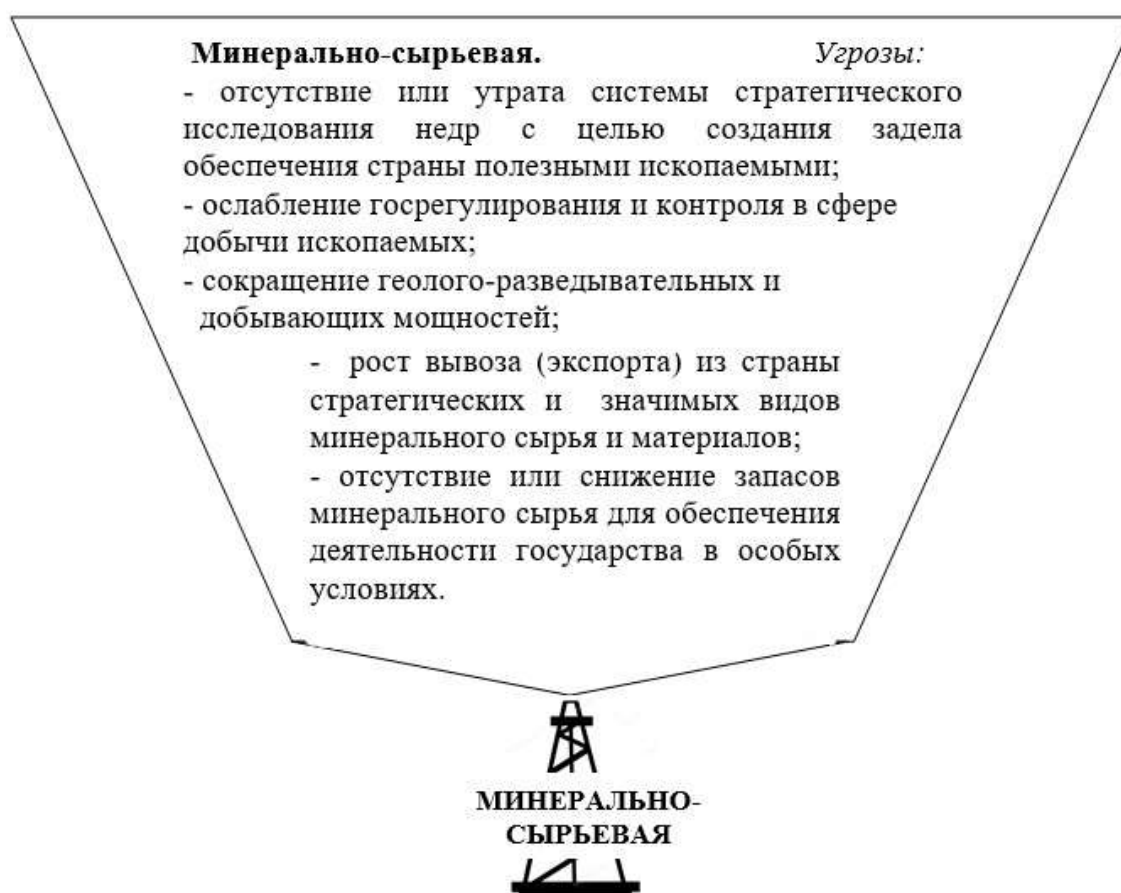 Минерально-сырьевая. Угрозы:
- отсутствие или утрата системы стратегического
исследования недр с целью создания задела
обеспечения страны полезными ископаемыми;
- ослабление госрегулирования и контроля в сфере
добычи ископаемых;
- сокращение геолого-разведывательных и
добывающих мощностей;
- рост вывоза (экспорта) из страны
стратегических и значимых видов
минерального сырья и материалов;
- отсутствие или снижение запасов
минерального сырья для обеспечения
деятельности государства в особых
условиях.
МИНЕРАЛЬНО-
СЫРЬЕВАЯ